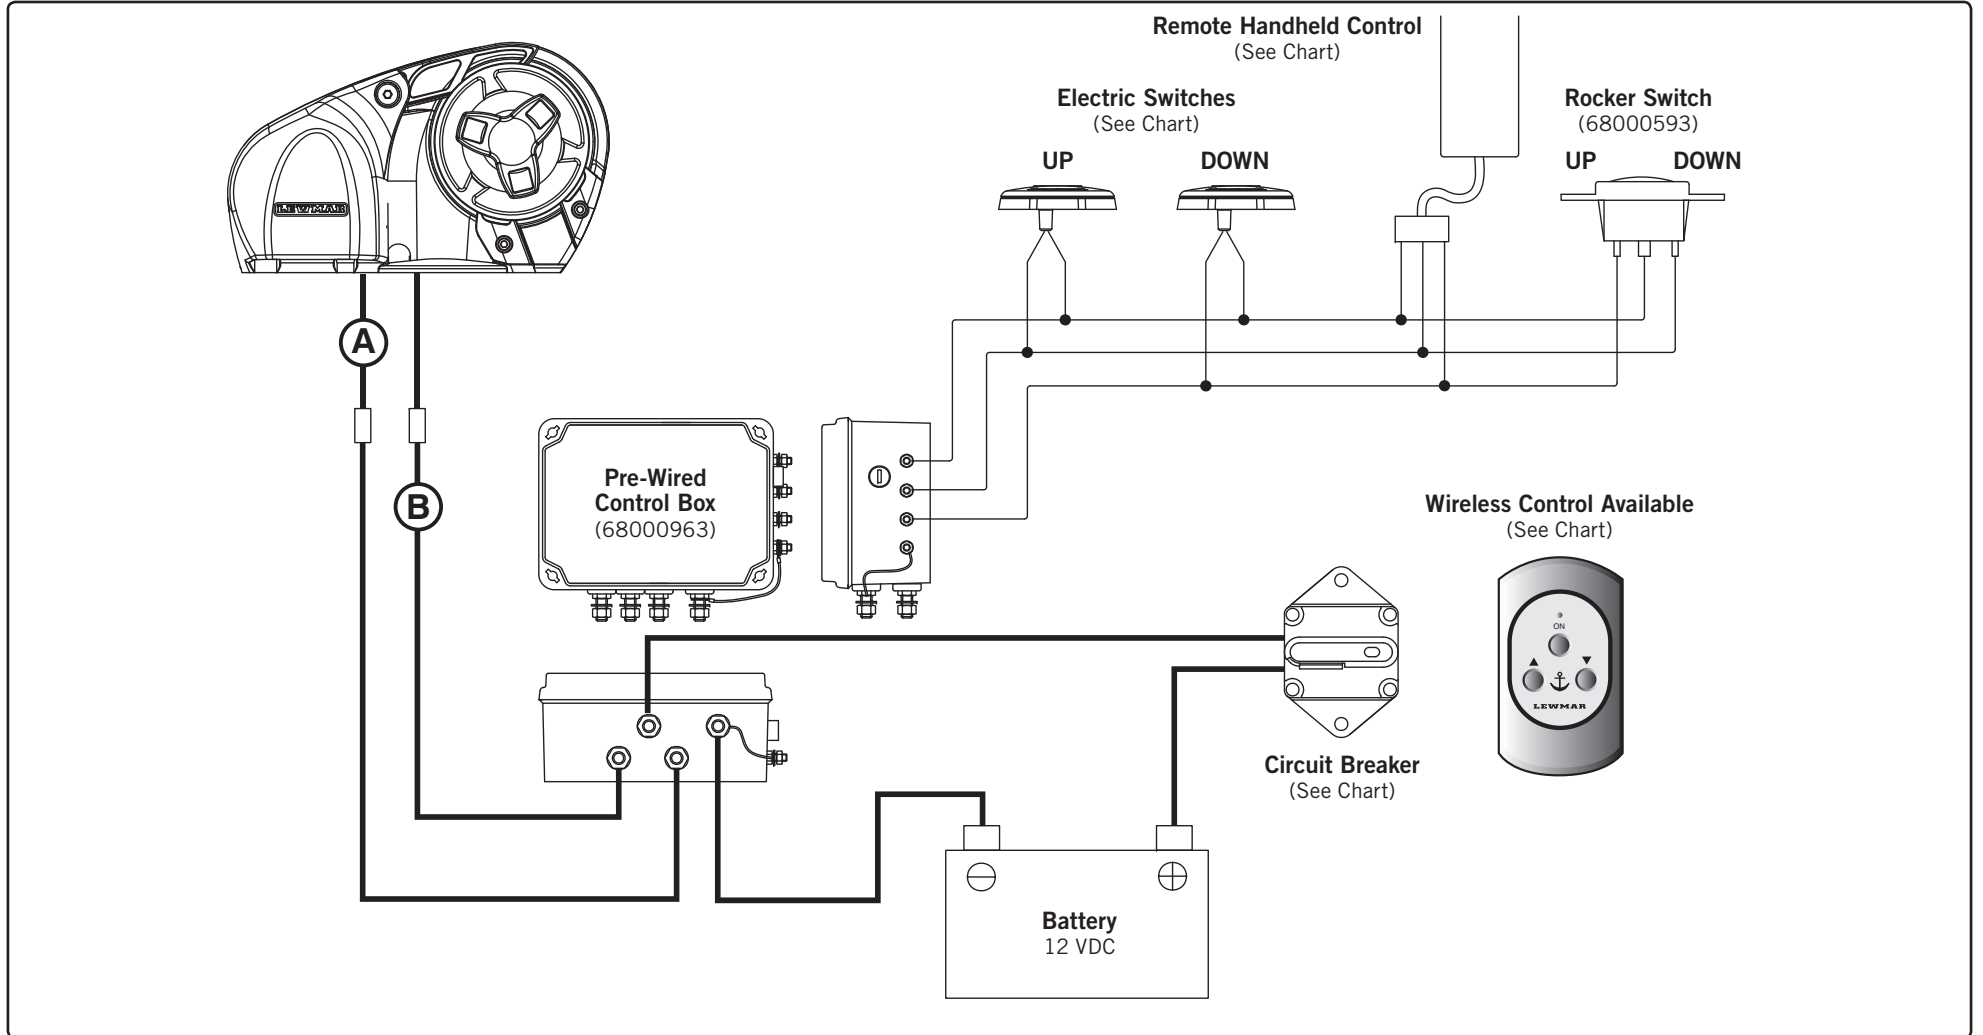 Remote Handheld Control
(See Chart)
Electric Switches
(See Chart)
UP
DOWN
Rocker Switch
(68000593)
UP
DOWN
LEWMAR
A
B
Pre-Wired
Control Box
(68000963)
Wireless Control Available
(See Chart)
ON
LEWMAR
Circuit Breaker
(See Chart)
Battery
12 VDC